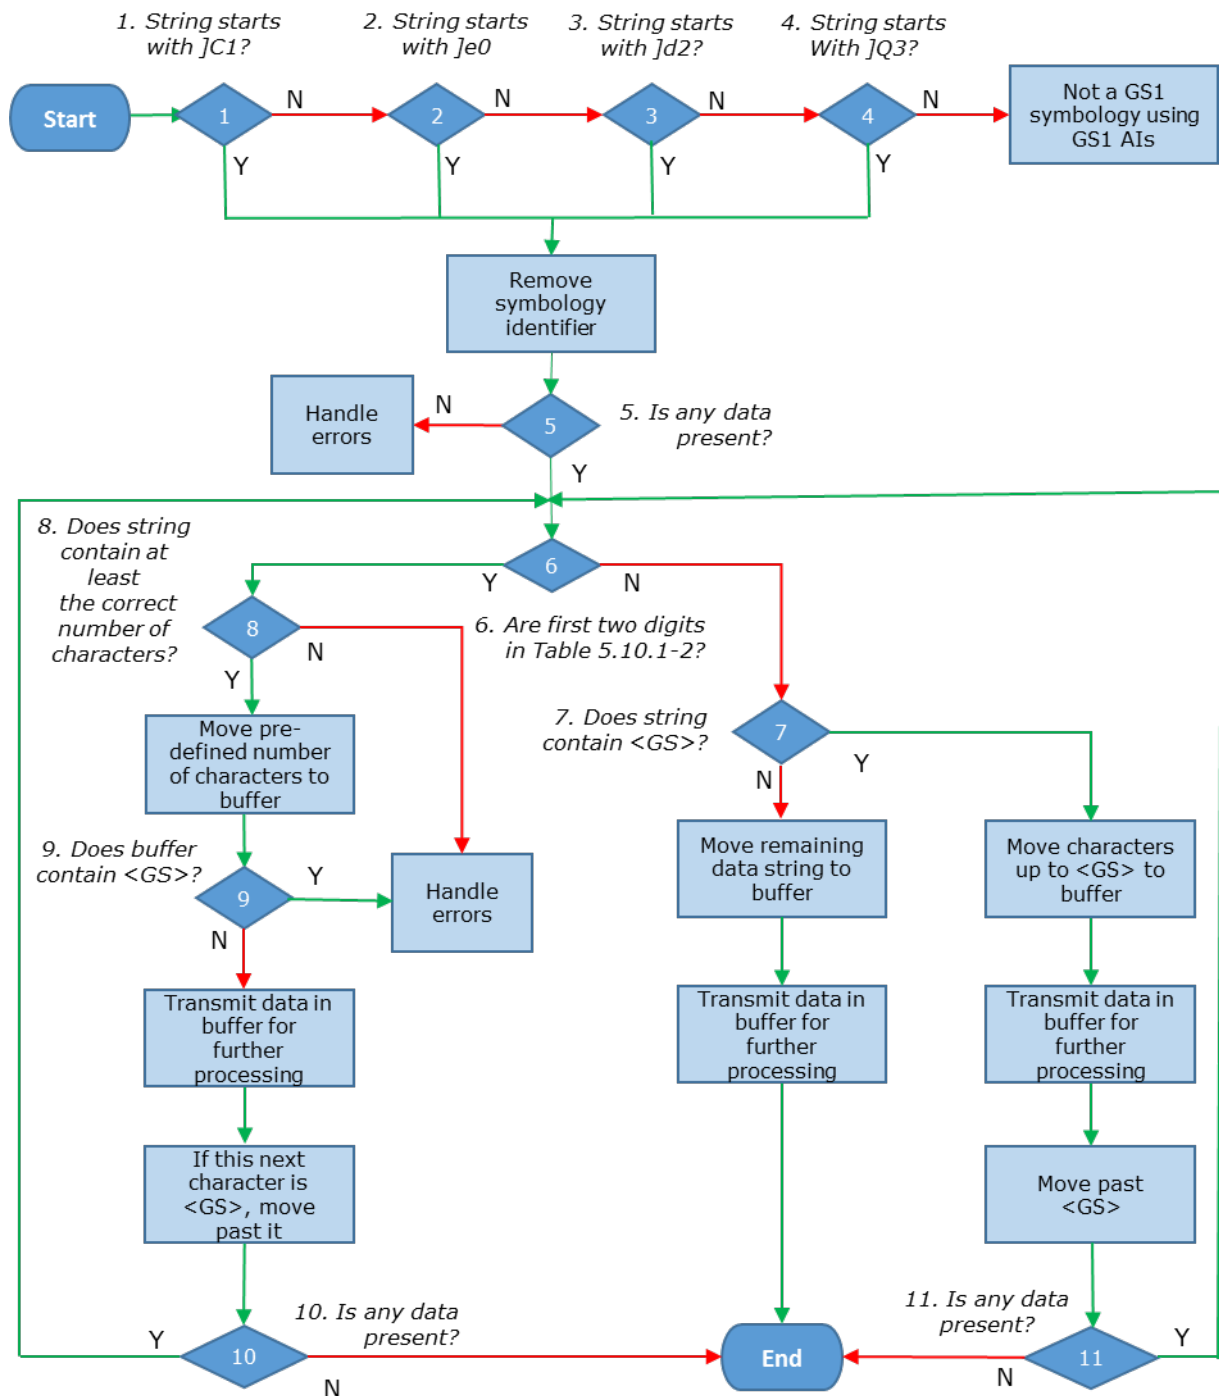 1. String starts
with ]C1?
2. String starts
with ]e0
3. String starts
with ]d2?
4. String starts
With ]Q3?
Start
1
N
2
N
3
N
4
N
Not a GS1
symbology using
GS1 AIs
Y
Y
Y
Y
Remove
symbology
identifier
Handle
errors
N
5
5. Is any data
present?
Y
8. Does string
contain at
least
the correct
number of
characters?
6
Y
N
8
N
6. Are first two digits
in Table 5.10.1-2?
Y
7. Does string
contain <GS>?
7
N
Y
Move pre-
defined number
of characters to
buffer
9. Does buffer
contain <GS>?
9
Y
N
Handle
errors
Move remaining
data string to
buffer
Move characters
up to <GS> to
buffer
Transmit data in
buffer for
further
processing
Transmit data in
buffer for
further
processing
Transmit data in
buffer for
further
processing
If this next
character is
<GS>, move
past it
Move past
<GS>
Y
10
10. Is any data
present?
N
End
11. Is any data
present?
N
11
Y